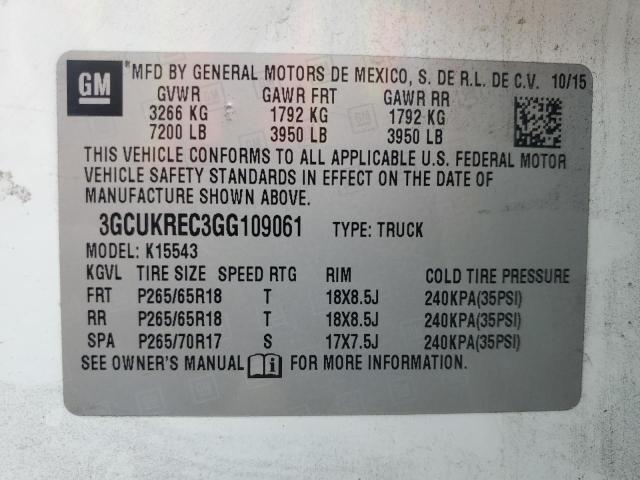 GM
*MFD BY GENERAL MOTORS DE MEXICO, S. DE R.L. DE C.V. 10/15
GVWR GAWR FRT GAWR RR
3266 KG 1792 KG 1792 KG
7200 LB 3950 LB 3950 LB
THIS VEHICLE CONFORMS TO ALL APPLICABLE U.S. FEDERAL MOTOR
VEHICLE SAFETY STANDARDS IN EFFECT ON THE DATE OF
MANUFACTURE SHOWN ABOVE.
3GCUKREC3GG109061 TYPE: TRUCK
MODEL: K15543
KGVL TIRE SIZE SPEED RTG RIM COLD TIRE PRESSURE
FRT P265/65R18 T 18X8.5J 240KPA(35PSI)
RR P265/65R18 T 18X8.5J 240KPA(35PSI)
SPA P265/70R17 S 17X7.5J 240KPA(35PSI)
SEE OWNER'S MANUAL FOR MORE INFORMATION.